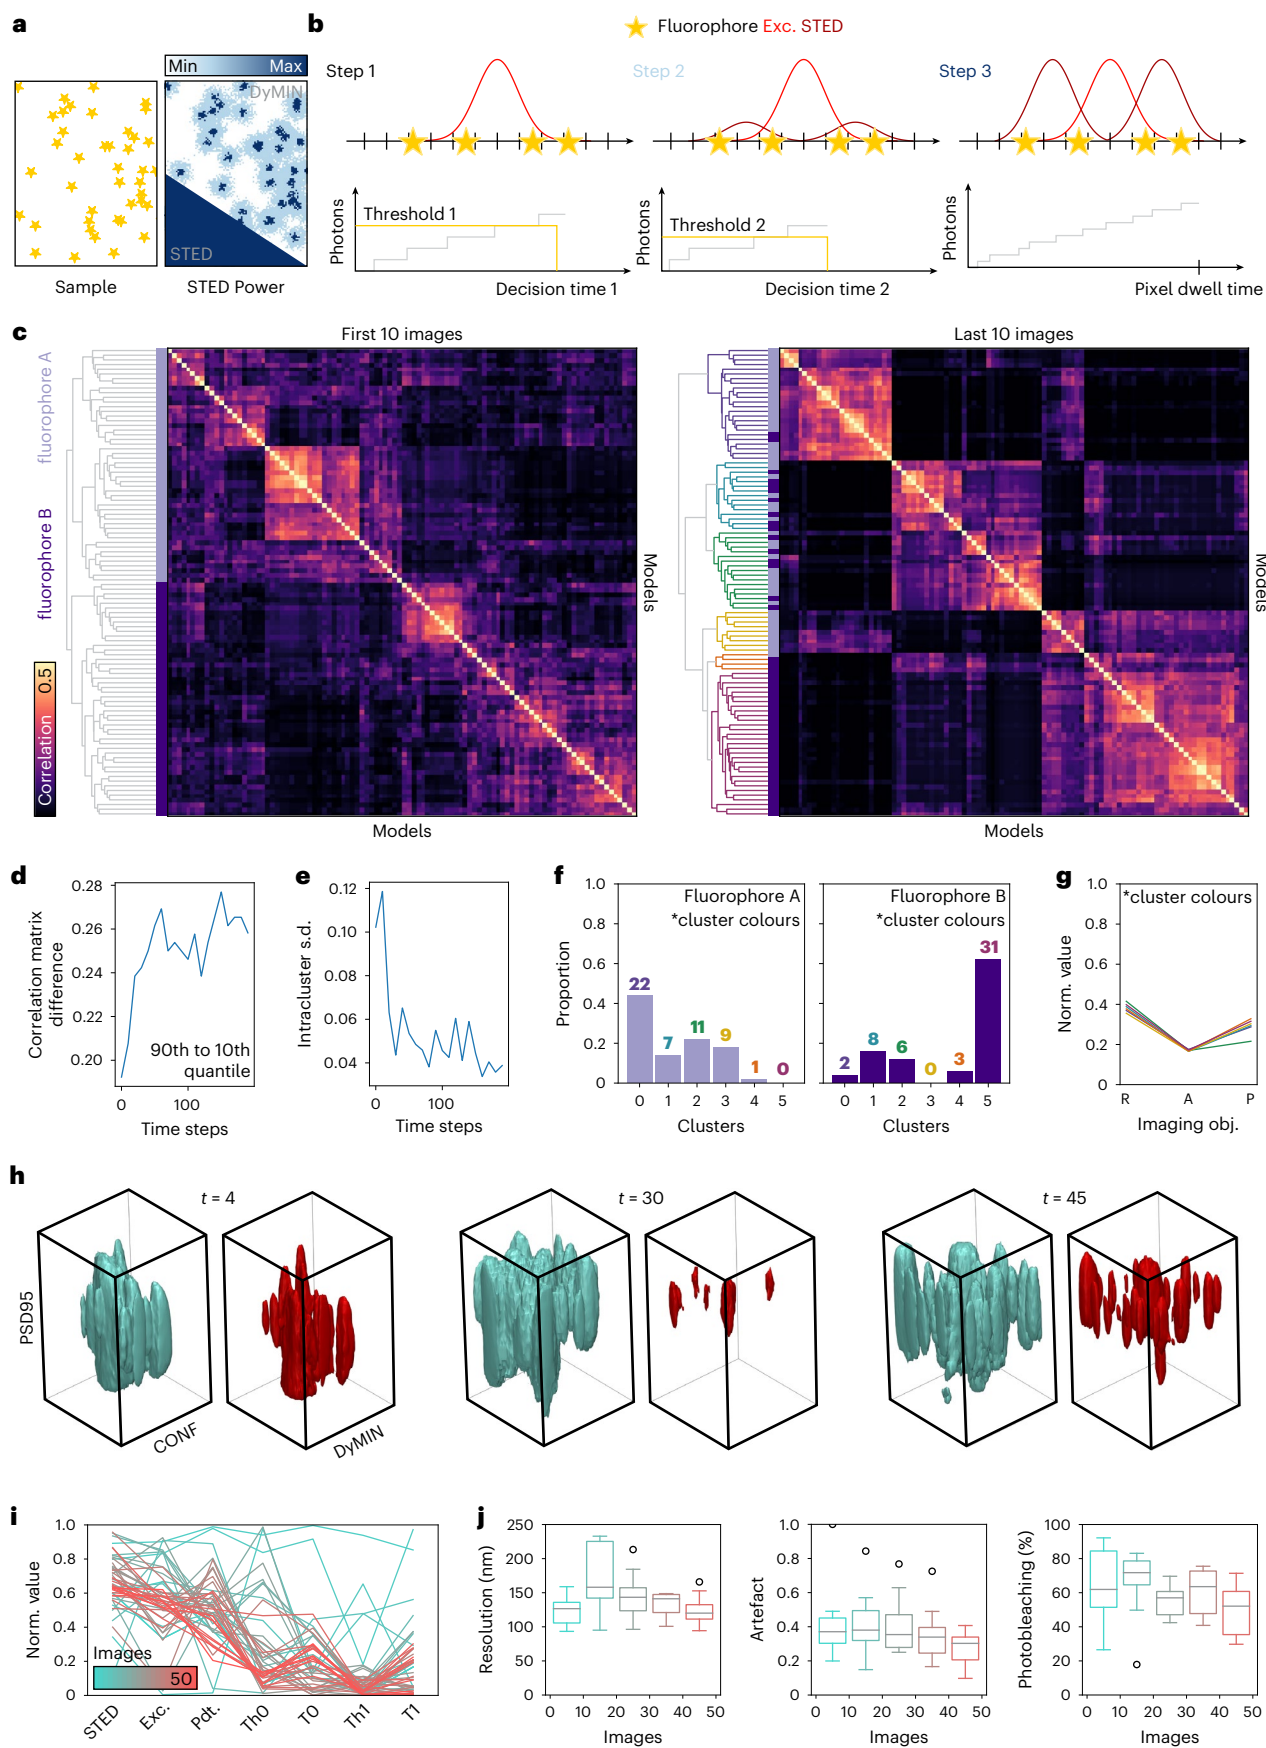 a
b
Fluorophore Exc. STED
Min Max
DyMIN
STED
Sample
STED Power
Step 1
Step 2
Step 3
Photons
Threshold 1
Decision time 1
Photons
Threshold 2
Decision time 2
Photons
Pixel dwell time
c
First 10 images
Last 10 images
fluorophore A
fluorophore B
Correlation 0.5
Models
Models
Models
Models
d
Correlation matrix
difference
0.28
0.26
0.24
0.22
0.20
90th to 10th
quantile
0 100
Time steps
e
Intracluster s.d.
0.12
0.10
0.08
0.06
0.04
0 100
Time steps
f
Proportion
1.0
0.8
0.6
0.4
0.2
0
Fluorophore A
*cluster colours
22
7
11
9
1
0
0 1 2 3 4 5
Clusters
Fluorophore B
*cluster colours
2
8
6
0
3
31
0 1 2 3 4 5
Clusters
g
Norm. value
1.0
0.8
0.6
0.4
0.2
0
*cluster colours
R A P
Imaging obj.
h
t = 4
t = 30
t = 45
PSD95
CONF
DyMIN
i
Norm. value
1.0
0.8
0.6
0.4
0.2
0
Images
50
STED Exc. Pdt. Th0 T0 Th1 T1
j
Resolution (nm)
250
200
150
100
50
0
0 10 20 30 40 50
Images
Artefact
1.0
0.8
0.6
0.4
0.2
0
0 10 20 30 40 50
Images
Photobleaching (%)
100
80
60
40
20
0
0 10 20 30 40 50
Images